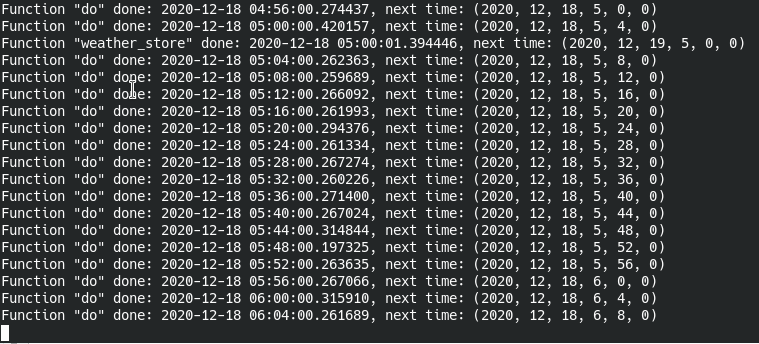 Function "do" done: 2020-12-18 04:56:00.274437, next time: (2020, 12, 18, 5, 0, 0)
Function "do" done: 2020-12-18 05:00:00.420157, next time: (2020, 12, 18, 5, 4, 0)
Function "weather_store" done: 2020-12-18 05:00:01.394446, next time: (2020, 12, 19, 5, 0, 0)
Function "do" done: 2020-12-18 05:04:00.262363, next time: (2020, 12, 18, 5, 8, 0)
Function "do" done: 2020-12-18 05:08:00.259689, next time: (2020, 12, 18, 5, 12, 0)
Function "do" done: 2020-12-18 05:12:00.266092, next time: (2020, 12, 18, 5, 16, 0)
Function "do" done: 2020-12-18 05:16:00.261993, next time: (2020, 12, 18, 5, 20, 0)
Function "do" done: 2020-12-18 05:20:00.294376, next time: (2020, 12, 18, 5, 24, 0)
Function "do" done: 2020-12-18 05:24:00.261334, next time: (2020, 12, 18, 5, 28, 0)
Function "do" done: 2020-12-18 05:28:00.267274, next time: (2020, 12, 18, 5, 32, 0)
Function "do" done: 2020-12-18 05:32:00.260226, next time: (2020, 12, 18, 5, 36, 0)
Function "do" done: 2020-12-18 05:36:00.271400, next time: (2020, 12, 18, 5, 40, 0)
Function "do" done: 2020-12-18 05:40:00.267024, next time: (2020, 12, 18, 5, 44, 0)
Function "do" done: 2020-12-18 05:44:00.314844, next time: (2020, 12, 18, 5, 48, 0)
Function "do" done: 2020-12-18 05:48:00.197325, next time: (2020, 12, 18, 5, 52, 0)
Function "do" done: 2020-12-18 05:52:00.263635, next time: (2020, 12, 18, 5, 56, 0)
Function "do" done: 2020-12-18 05:56:00.267066, next time: (2020, 12, 18, 6, 0, 0)
Function "do" done: 2020-12-18 06:00:00.315910, next time: (2020, 12, 18, 6, 4, 0)
Function "do" done: 2020-12-18 06:04:00.261689, next time: (2020, 12, 18, 6, 8, 0)